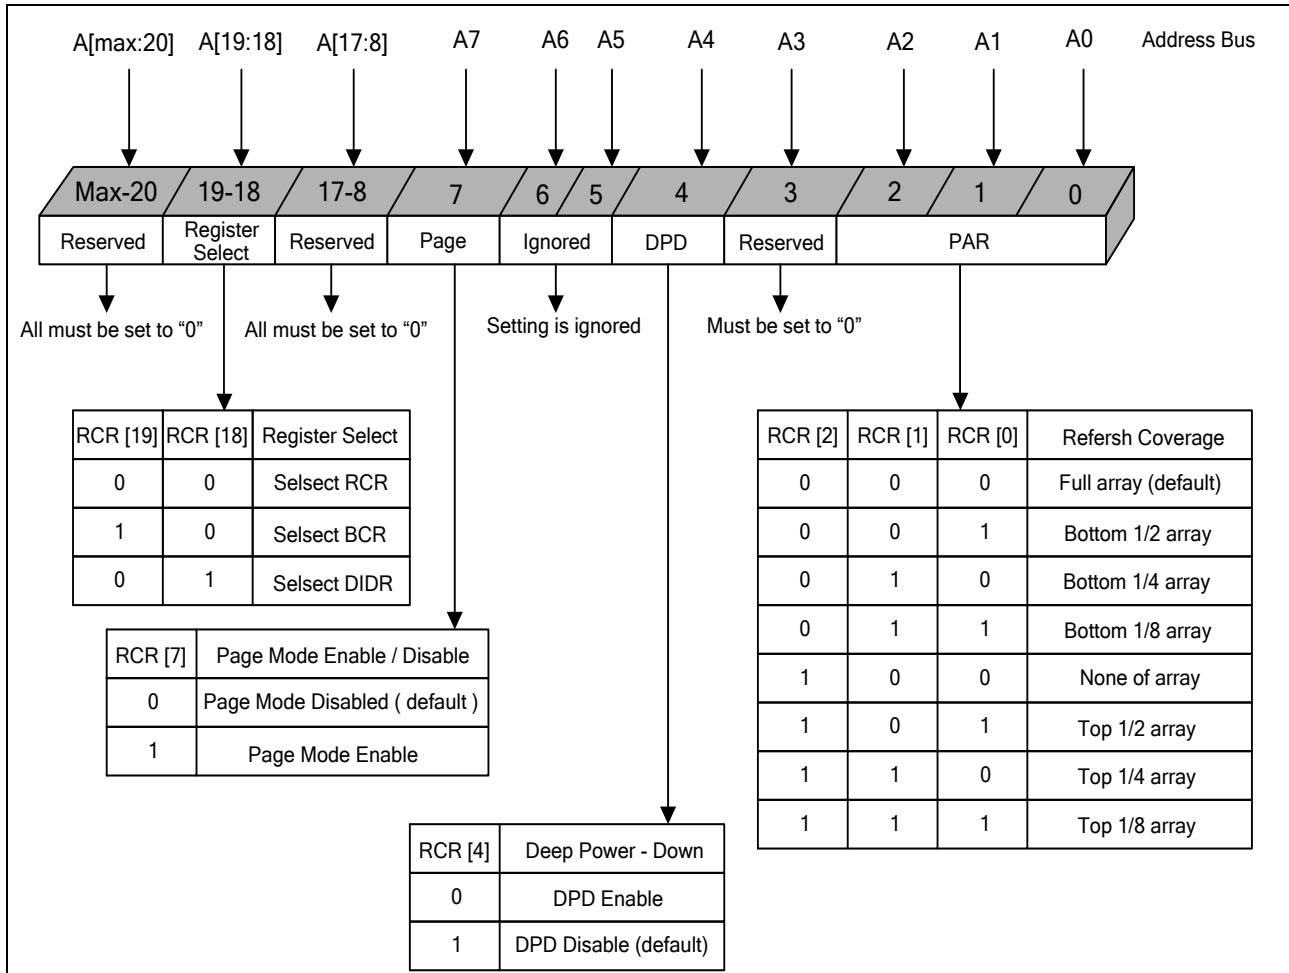 A[max:20] A[19:18] A[17:8] A7 A6 A5 A4 A3 A2 A1 A0 Address Bus
Max-20 19-18 17-8 7 6 5 4 3 2 1 0
Reserved Register Select Reserved Page Ignored DPD Reserved PAR
All must be set to “0” All must be set to “0” Setting is ignored Must be set to “0”
RCR [19] RCR [18] Register Select
0 0 Selsect RCR
1 0 Selsect BCR
0 1 Selsect DIDR
RCR [2] RCR [1] RCR [0] Refersh Coverage
0 0 0 Full array (default)
0 0 1 Bottom 1/2 array
0 1 0 Bottom 1/4 array
0 1 1 Bottom 1/8 array
1 0 0 None of array
1 0 1 Top 1/2 array
1 1 0 Top 1/4 array
1 1 1 Top 1/8 array
RCR [7] Page Mode Enable / Disable
0 Page Mode Disabled ( default )
1 Page Mode Enable
RCR [4] Deep Power - Down
0 DPD Enable
1 DPD Disable (default)